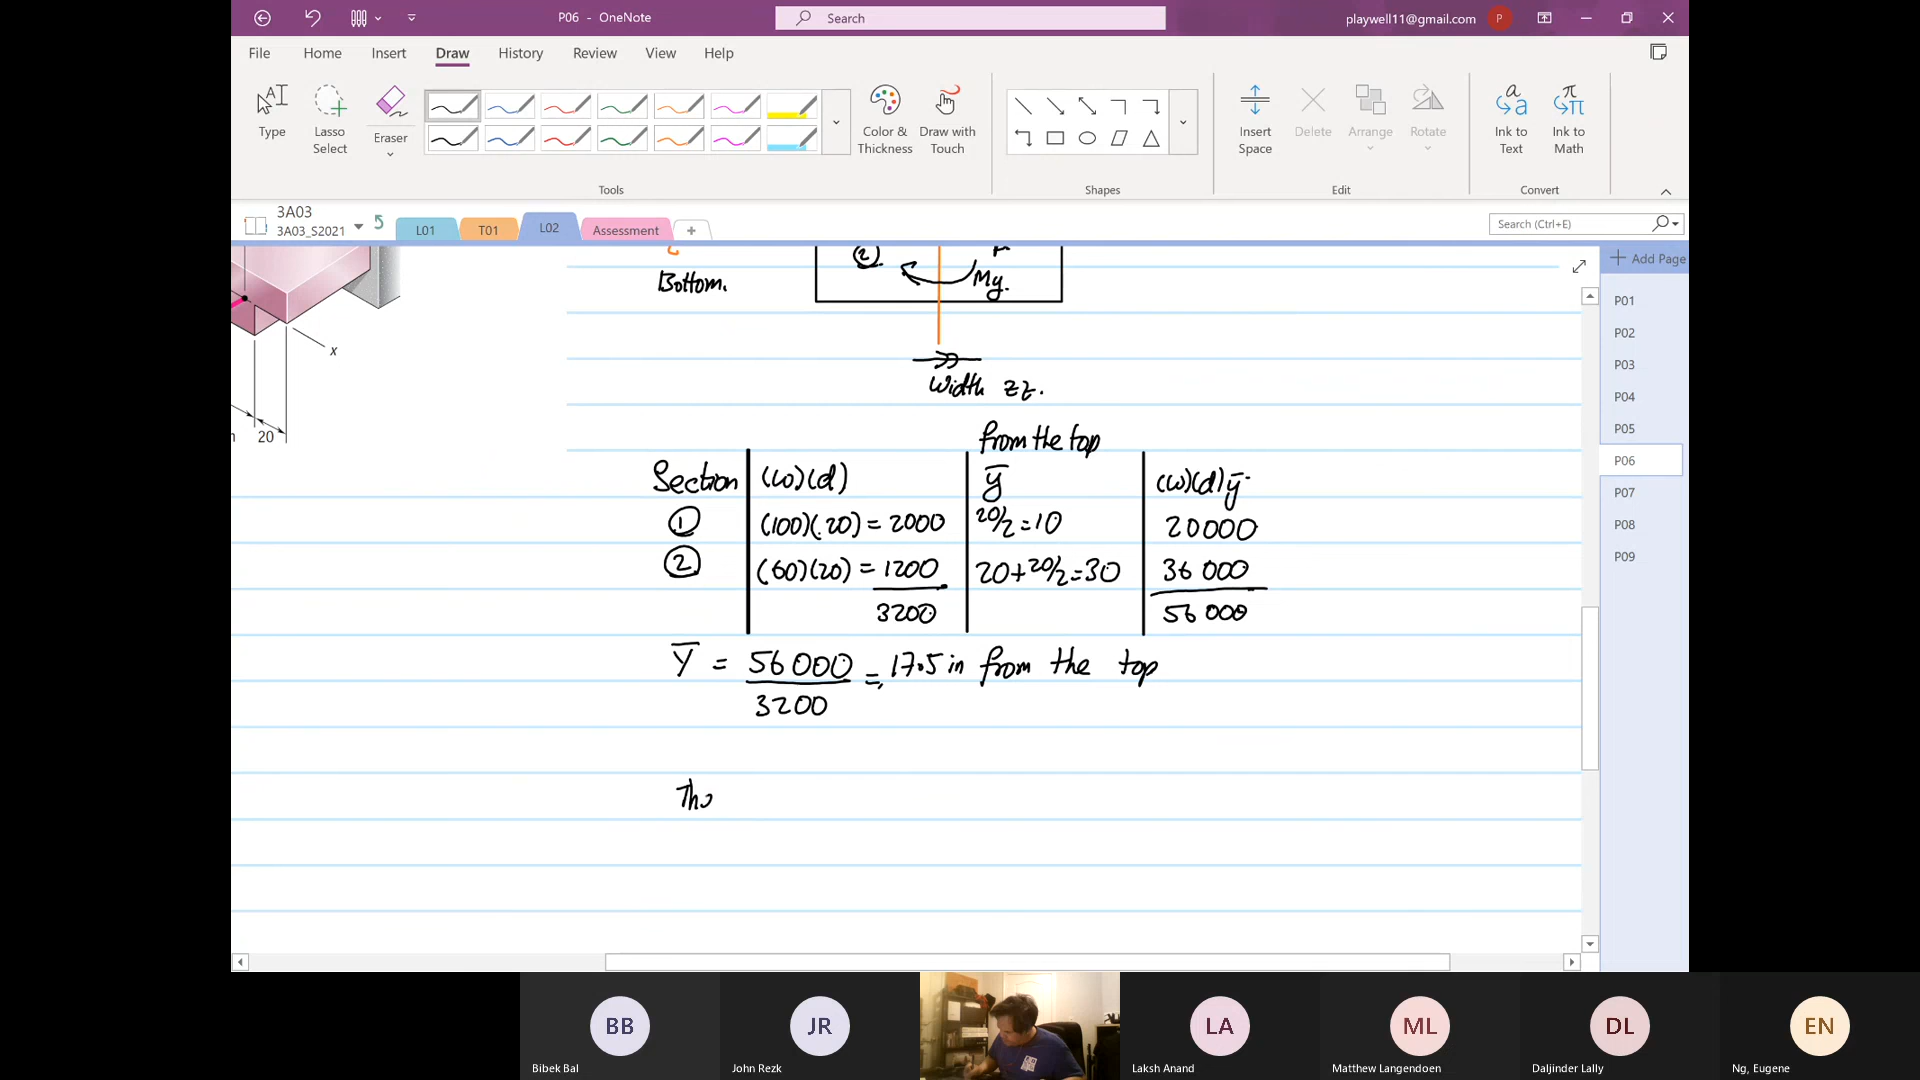 P06 - OneNote
Search
playwell11@gmail.com
P
File Home Insert Draw History Review View Help
Type
Lasso Select
Eraser
Color & Thickness
Draw with Touch
Insert Space
Delete
Arrange
Rotate
Ink to Text
Ink to Math
Tools
Shapes
Edit
Convert
3A03
3A03_S2021
L01 T01 L02 Assessment +
Search (Ctrl+E)
Add Page
P01
P02
P03
P04
P05
P06
P07
P08
P09
x
20
②
Bottom.
My.
Width zz.
from the top
Section (w)(d) ȳ (w)(d)ȳ
① (100)(20) = 2000 20/2 = 10 20000
② (60)(20) = 1200 20+20/2=30 36 000
3200 56 000
Ȳ = 56 000 / 3200 = 17.5 in from the top
BB
JR
LA
ML
DL
EN
Bibek Bal
John Rezk
Laksh Anand
Matthew Langendoen
Daljinder Lally
Ng, Eugene